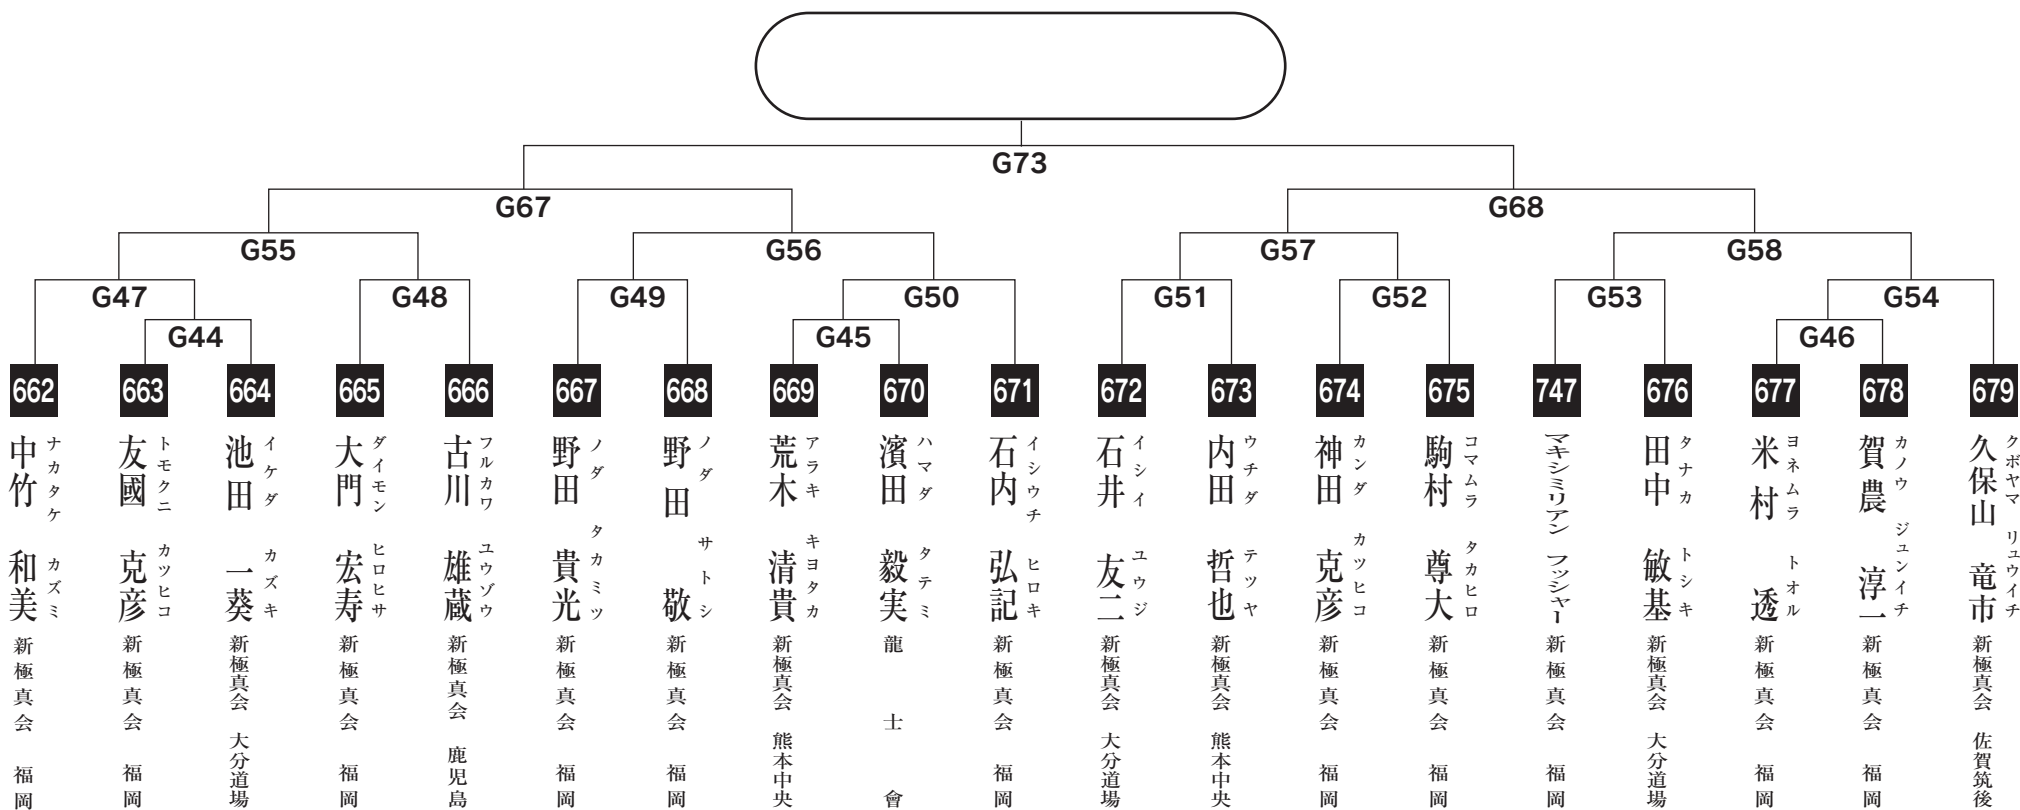 G73
G67
G68
G55
G56
G57
G58
G47
G48
G49
G50
G51
G52
G53
G54
G44
G45
G46
662
663
664
665
666
667
668
669
670
671
672
673
674
675
747
676
677
678
679
中竹 和美
ナカタケ カズミ
新極真会 福岡
友國 克彦
トモクニ カツヒコ
新極真会 福岡
池田 一葵
イケダ カズキ
新極真会 大分道場
大門 宏寿
ダイモン ヒロヒサ
新極真会 福岡
古川 雄蔵
フルカワ ユウゾウ
新極真会 鹿児島
野田 貴光
ノダ タカミツ
新極真会 福岡
野田 敬
ノダ サトシ
新極真会 福岡
荒木 清貴
アラキ キヨタカ
新極真会 熊本中央
濱田 毅実
ハマダ タテミ
龍士會
石内 弘記
イシウチ ヒロキ
新極真会 福岡
石井 友二
イシイ ユウジ
新極真会 大分道場
内田 哲也
ウチダ テツヤ
新極真会 熊本中央
神田 克彦
カンダ カツヒコ
新極真会 福岡
駒村 尊大
コマムラ タカヒロ
新極真会 福岡
マキシミリアン フッシャー
新極真会 福岡
田中 敏基
タナカ トシキ
新極真会 大分道場
米村 透
ヨネムラ トオル
新極真会 福岡
賀農 淳一
カノウ ジュンイチ
新極真会 福岡
久保山 竜市
クボヤマ リュウイチ
新極真会 佐賀筑後